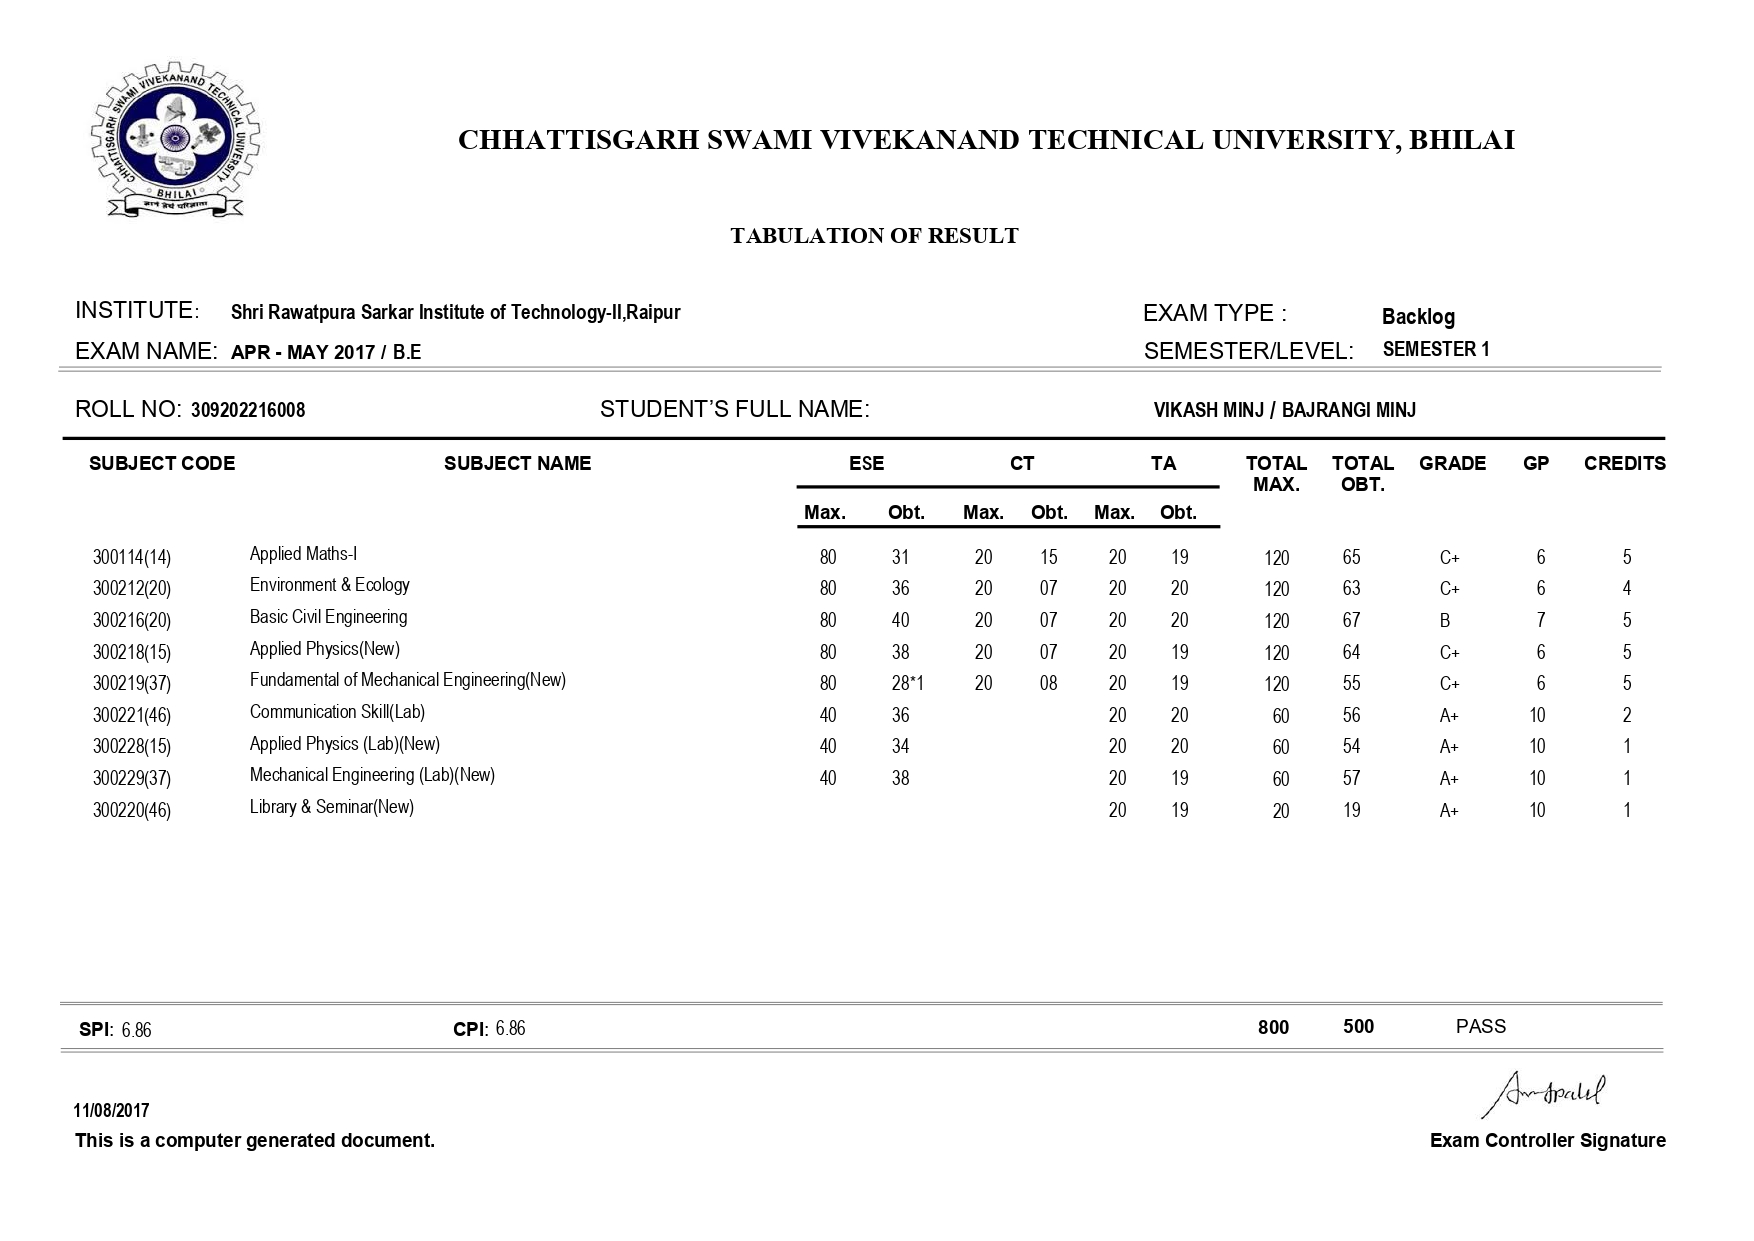 CHHATTISGARH SWAMI VIVEKANAND TECHNICAL UNIVERSITY
BHILAI
CHHATTISGARH SWAMI VIVEKANAND TECHNICAL UNIVERSITY, BHILAI
TABULATION OF RESULT
INSTITUTE: Shri Rawatpura Sarkar Institute of Technology-II,Raipur EXAM TYPE : Backlog
EXAM NAME: APR - MAY 2017 / B.E SEMESTER/LEVEL: SEMESTER 1
ROLL NO: 309202216008 STUDENT’S FULL NAME: VIKASH MINJ / BAJRANGI MINJ
SUBJECT CODE SUBJECT NAME ESE CT TA TOTAL MAX. TOTAL OBT. GRADE GP CREDITS
Max. Obt. Max. Obt. Max. Obt.
300114(14) Applied Maths-I 80 31 20 15 20 19 120 65 C+ 6 5
300212(20) Environment & Ecology 80 36 20 07 20 20 120 63 C+ 6 4
300216(20) Basic Civil Engineering 80 40 20 07 20 20 120 67 B 7 5
300218(15) Applied Physics(New) 80 38 20 07 20 19 120 64 C+ 6 5
300219(37) Fundamental of Mechanical Engineering(New) 80 28*1 20 08 20 19 120 55 C+ 6 5
300221(46) Communication Skill(Lab) 40 36 20 20 60 56 A+ 10 2
300228(15) Applied Physics (Lab)(New) 40 34 20 20 60 54 A+ 10 1
300229(37) Mechanical Engineering (Lab)(New) 40 38 20 19 60 57 A+ 10 1
300220(46) Library & Seminar(New) 20 19 20 19 A+ 10 1
SPI: 6.86 CPI: 6.86 800 500 PASS
11/08/2017
This is a computer generated document. Exam Controller Signature